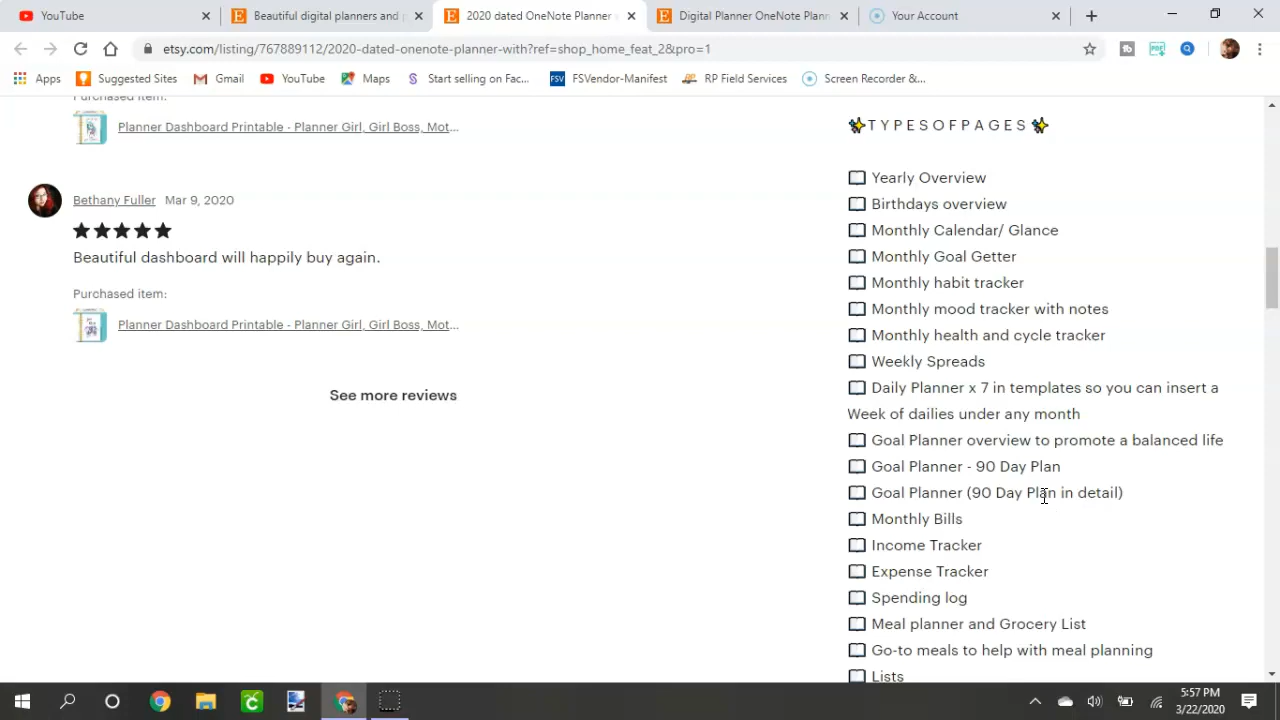 YouTube
Beautiful digital planners and p
2020 dated OneNote Planner
Digital Planner OneNote Plann
Your Account
etsy.com/listing/767889112/2020-dated-onenote-planner-with?ref=shop_home_feat_2&pro=1
Apps
Suggested Sites
Gmail
YouTube
Maps
Start selling on Fac...
FSV
FSVendor-Manifest
RP Field Services
Screen Recorder &...
Purchased item:
Planner Dashboard Printable - Planner Girl, Girl Boss, Mot...
Bethany Fuller Mar 9, 2020
Beautiful dashboard will happily buy again.
Purchased item:
Planner Dashboard Printable - Planner Girl, Girl Boss, Mot...
See more reviews
✨T Y P E S O F P A G E S ✨
Yearly Overview
Birthdays overview
Monthly Calendar/ Glance
Monthly Goal Getter
Monthly habit tracker
Monthly mood tracker with notes
Monthly health and cycle tracker
Weekly Spreads
Daily Planner x 7 in templates so you can insert a
Week of dailies under any month
Goal Planner overview to promote a balanced life
Goal Planner - 90 Day Plan
Goal Planner (90 Day Plan in detail)
Monthly Bills
Income Tracker
Expense Tracker
Spending log
Meal planner and Grocery List
Go-to meals to help with meal planning
Lists
5:57 PM
3/22/2020